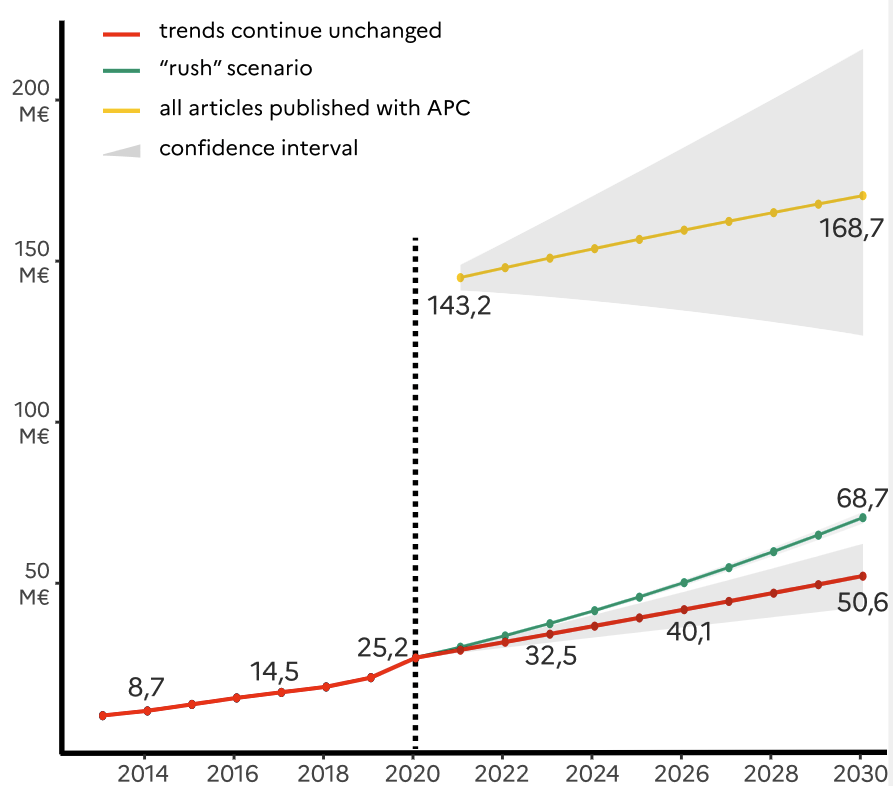 trends continue unchanged
“rush” scenario
all articles published with APC
confidence interval
200
M€
150
M€
100
M€
50
M€
168,7
143,2
68,7
50,6
40,1
32,5
25,2
14,5
8,7
2014 2016 2018 2020 2022 2024 2026 2028 2030